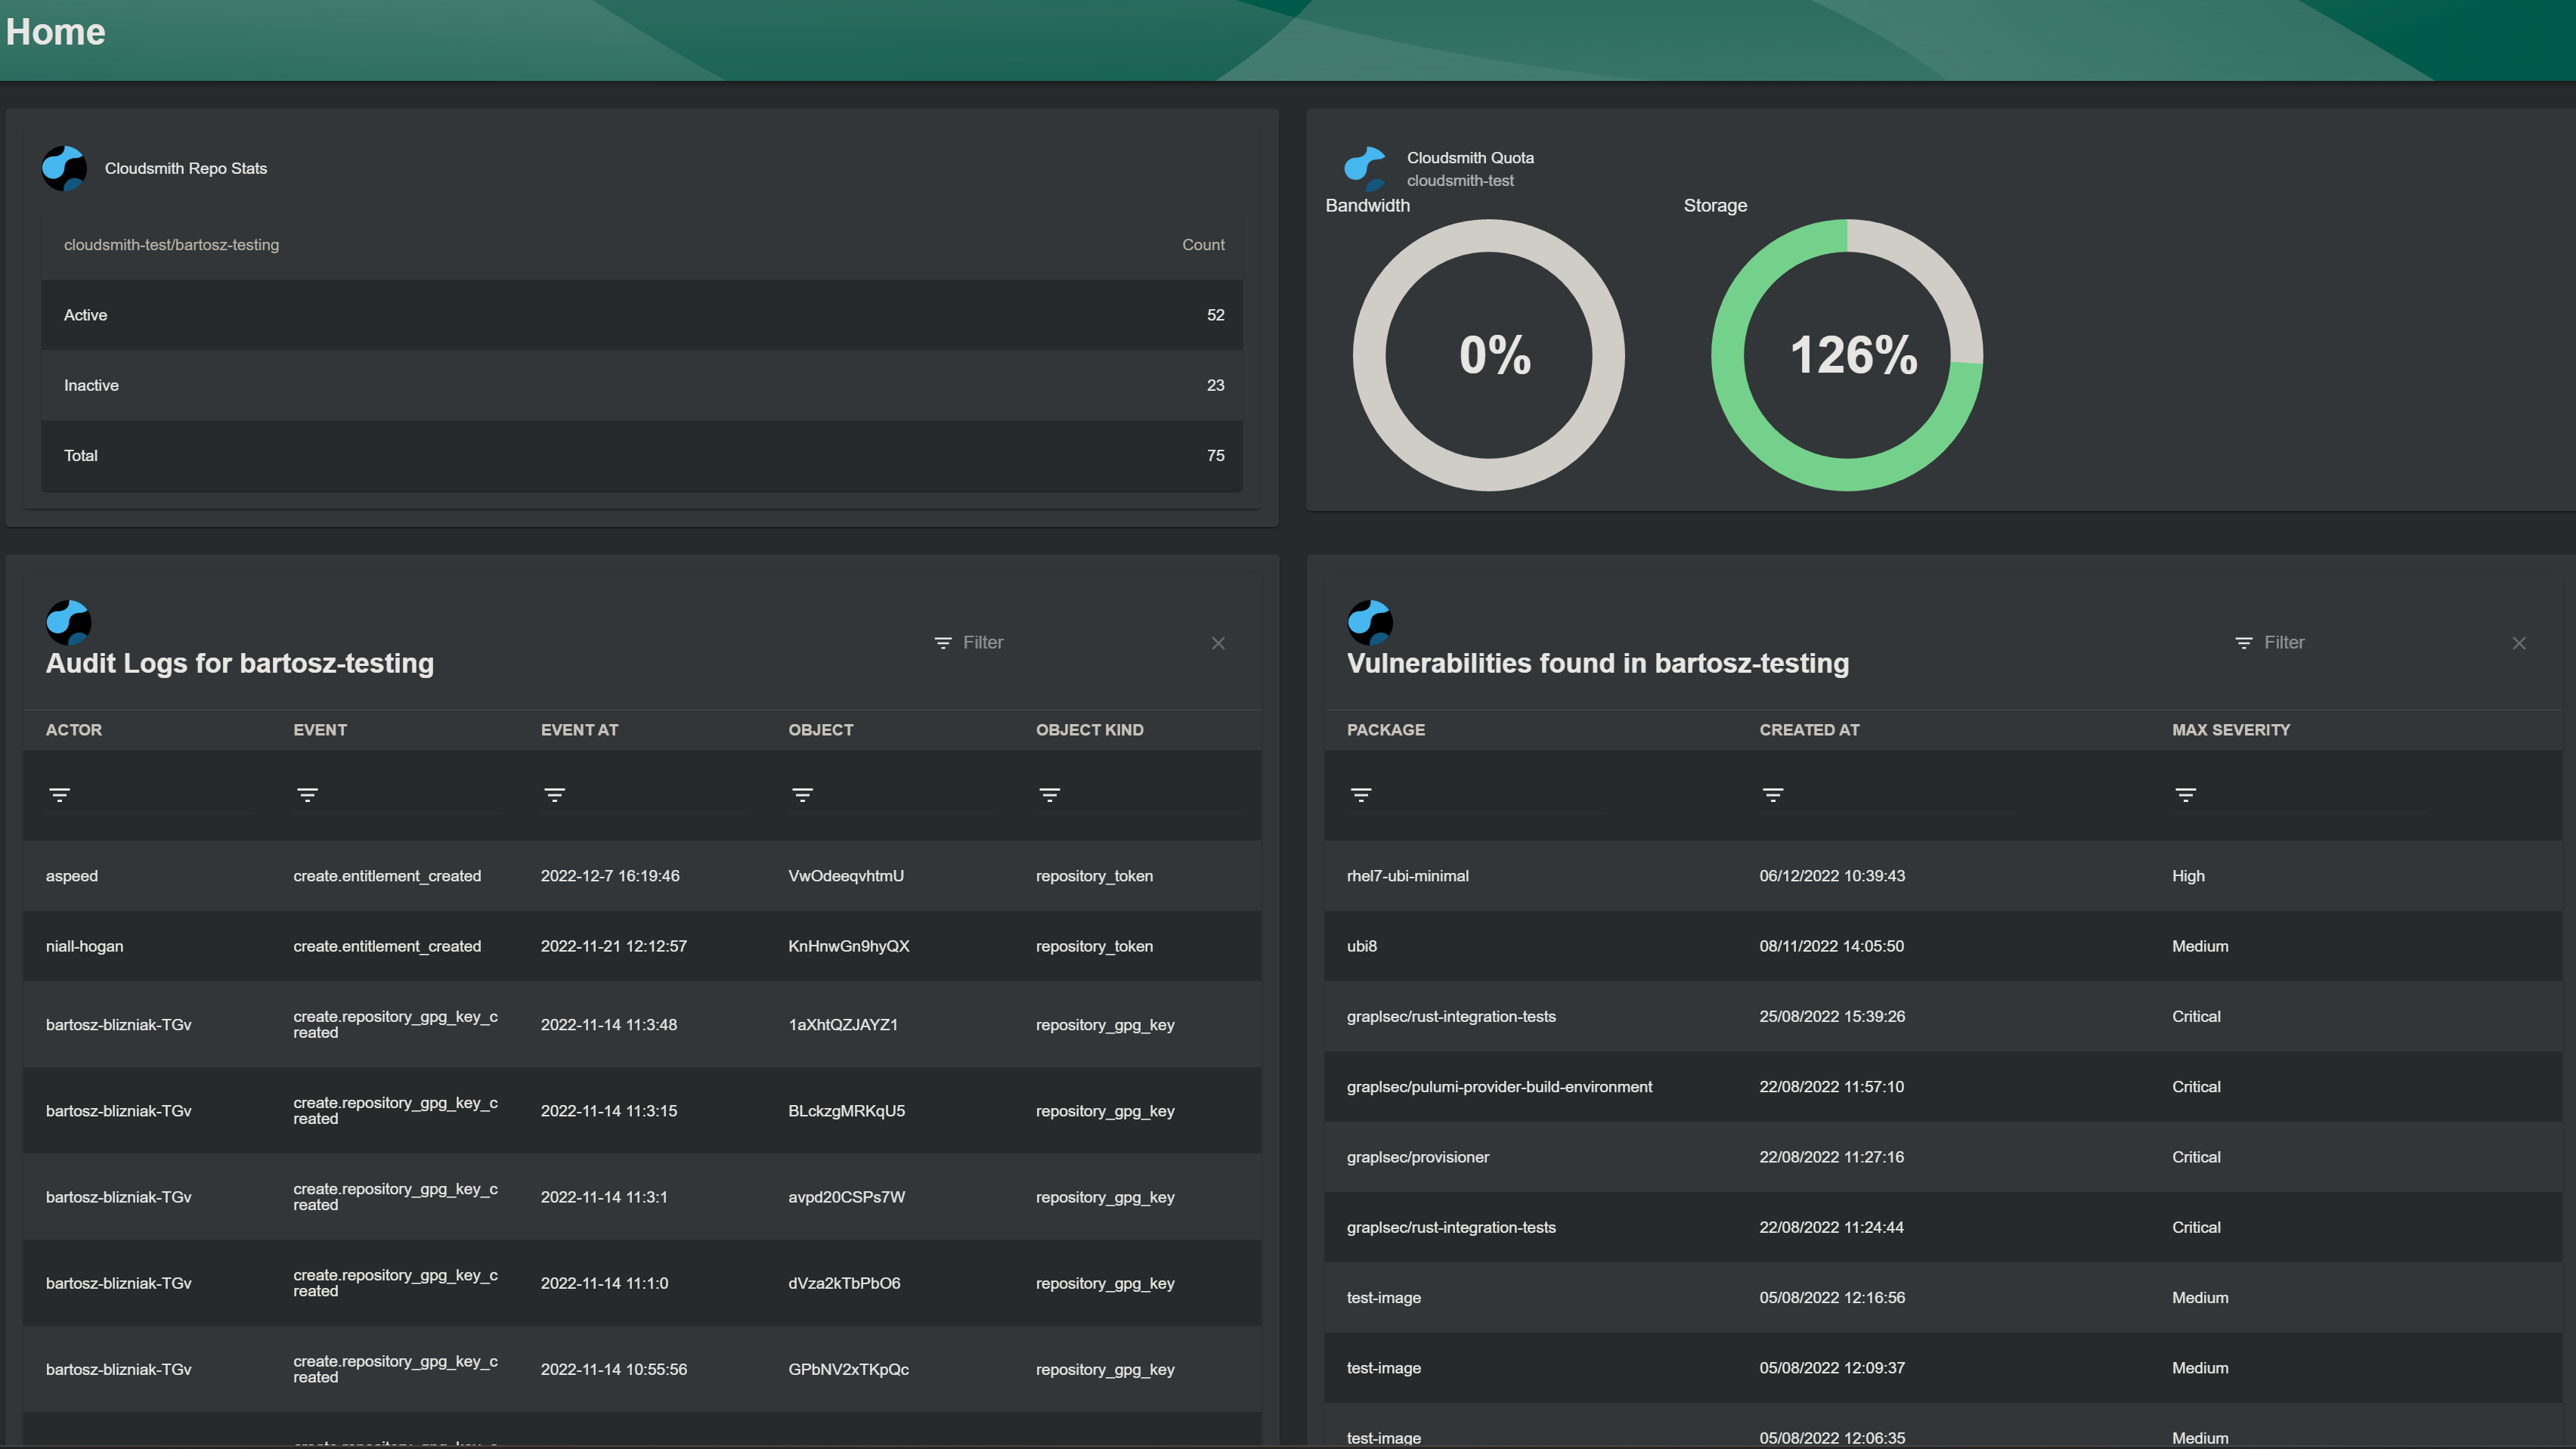 Home
Cloudsmith Repo Stats
cloudsmith-test/bartosz-testing Count
Active 52
Inactive 23
Total 75
Cloudsmith Quota
cloudsmith-test
Bandwidth Storage
0% 126%
Audit Logs for bartosz-testing
Filter
ACTOR EVENT EVENT AT OBJECT OBJECT KIND
aspeed create.entitlement_created 2022-12-7 16:19:46 VwOdeeqvhtmU repository_token
niall-hogan create.entitlement_created 2022-11-21 12:12:57 KnHnwGn9hyQX repository_token
bartosz-blizniak-TGv create.repository_gpg_key_c
reated 2022-11-14 11:3:48 1aXhtQZJAYZ1 repository_gpg_key
bartosz-blizniak-TGv create.repository_gpg_key_c
reated 2022-11-14 11:3:15 BLckzgMRKqU5 repository_gpg_key
bartosz-blizniak-TGv create.repository_gpg_key_c
reated 2022-11-14 11:3:1 avpd20CSPs7W repository_gpg_key
bartosz-blizniak-TGv create.repository_gpg_key_c
reated 2022-11-14 11:1:0 dVza2kTbPbO6 repository_gpg_key
bartosz-blizniak-TGv create.repository_gpg_key_c
reated 2022-11-14 10:55:56 GPbNV2xTKpQc repository_gpg_key
Vulnerabilities found in bartosz-testing
Filter
PACKAGE CREATED AT MAX SEVERITY
rhel7-ubi-minimal 06/12/2022 10:39:43 High
ubi8 08/11/2022 14:05:50 Medium
graplsec/rust-integration-tests 25/08/2022 15:39:26 Critical
graplsec/pulumi-provider-build-environment 22/08/2022 11:57:10 Critical
graplsec/provisioner 22/08/2022 11:27:16 Critical
graplsec/rust-integration-tests 22/08/2022 11:24:44 Critical
test-image 05/08/2022 12:16:56 Medium
test-image 05/08/2022 12:09:37 Medium
test-image 05/08/2022 12:06:35 Medium